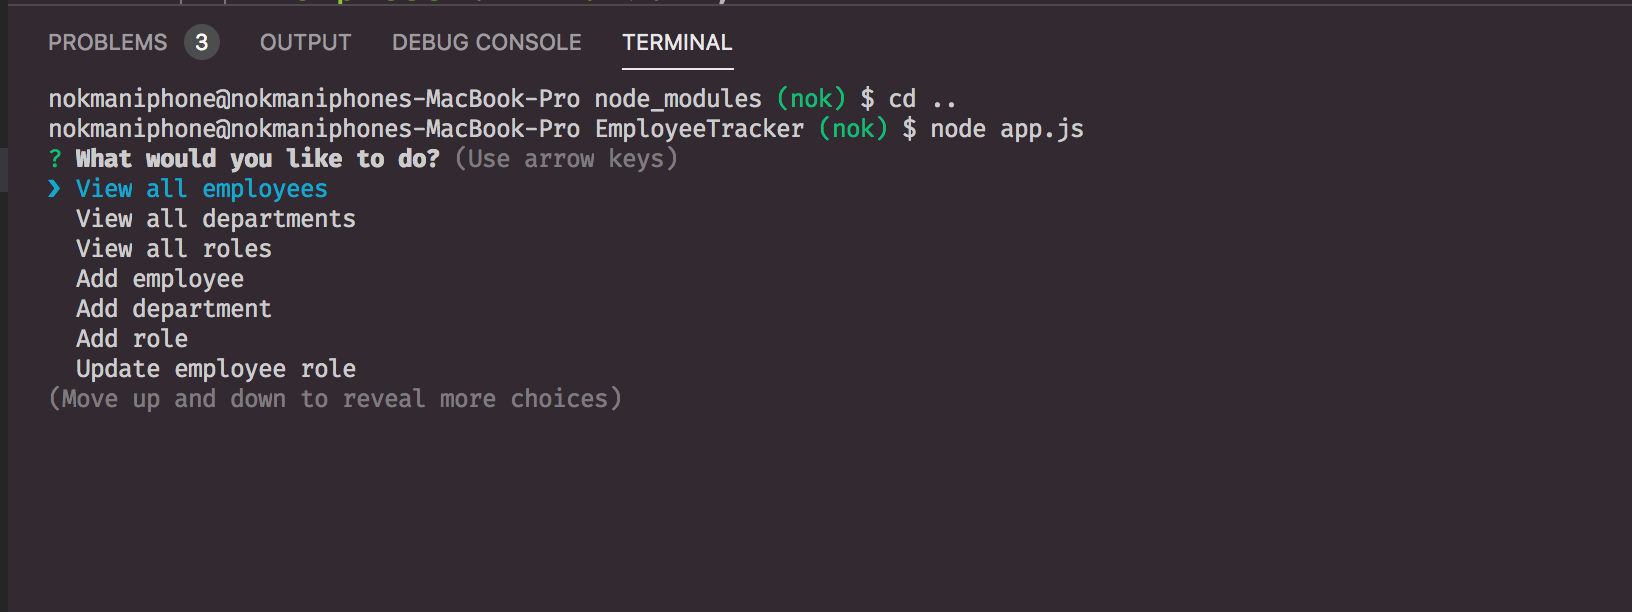 PROBLEMS 3 OUTPUT DEBUG CONSOLE TERMINAL
nokmaniphone@nokmaniphones-MacBook-Pro node_modules (nok) $ cd ..
nokmaniphone@nokmaniphones-MacBook-Pro EmployeeTracker (nok) $ node app.js
? What would you like to do? (Use arrow keys)
❯ View all employees
View all departments
View all roles
Add employee
Add department
Add role
Update employee role
(Move up and down to reveal more choices)